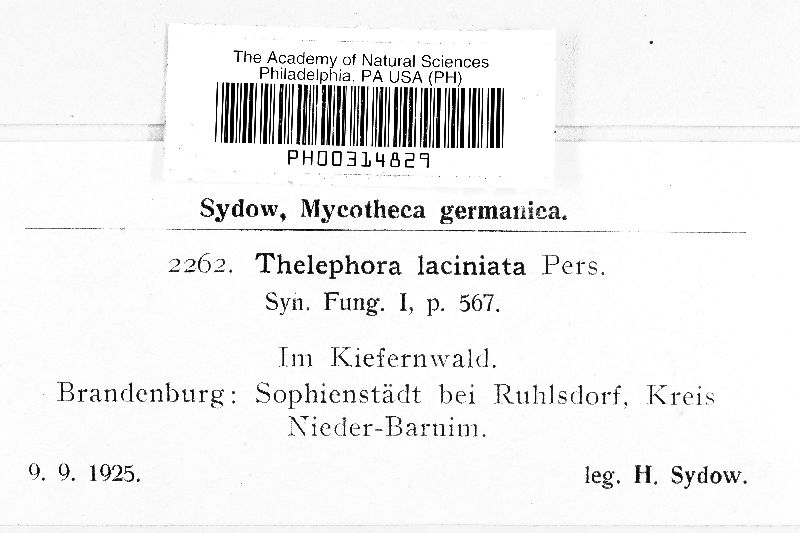 The Academy of Natural Sciences
Philadelphia, PA USA (PH)
PH00314829
Sydow, Mycotheca germanica.
2262. Thelephora laciniata Pers.
Syn. Fung. I, p. 567.
Im Kiefernwald.
Brandenburg: Sophienstädt bei Ruhlsdorf, Kreis
Nieder-Barnim.
9. 9. 1925.
leg. H. Sydow.